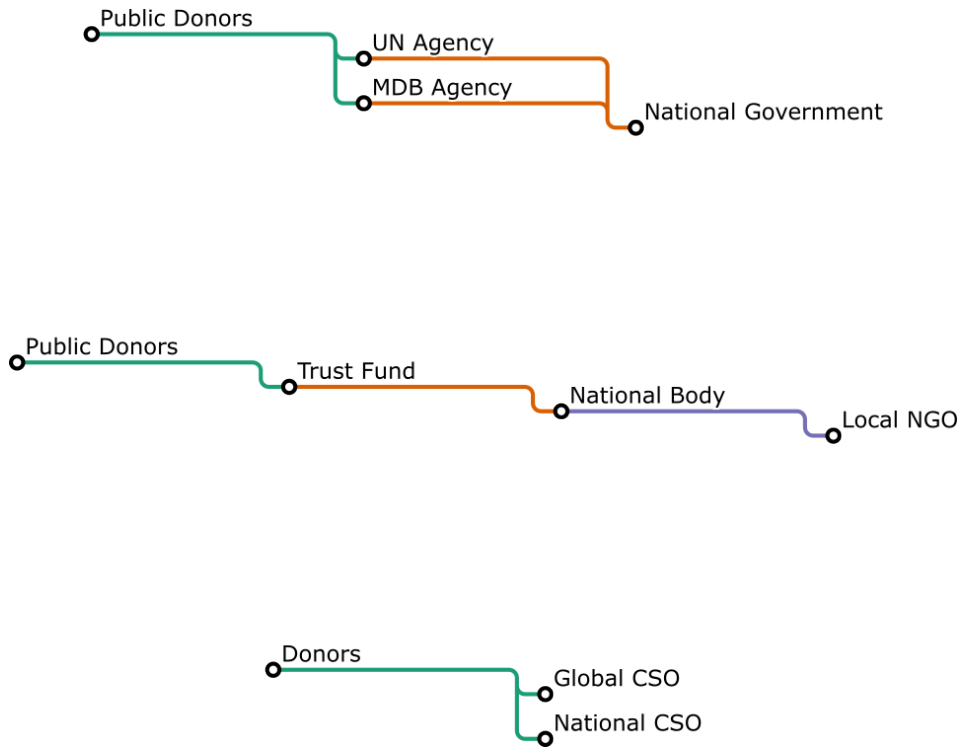 Public Donors
UN Agency
MDB Agency
National Government
Public Donors
Trust Fund
National Body
Local NGO
Donors
Global CSO
National CSO